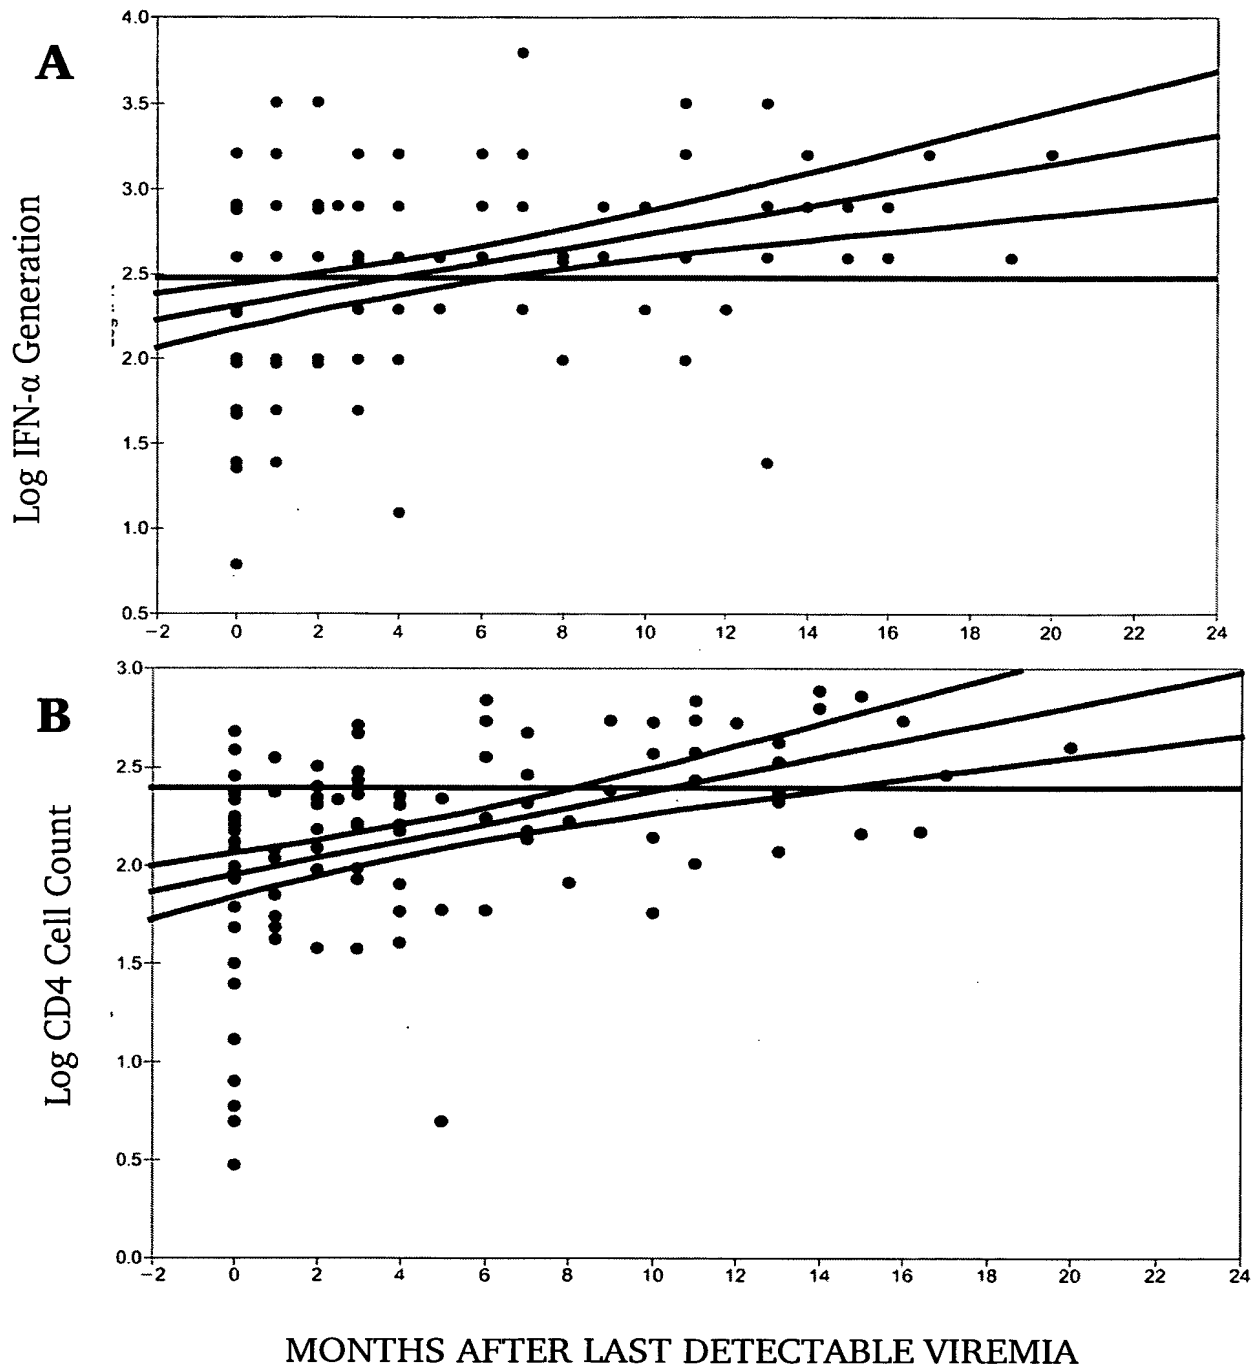 A
Log IFN-α Generation
4.0
3.5
3.0
2.5
2.0
1.5
1.0
0.5
−2 0 2 4 6 8 10 12 14 16 18 20 22 24
B
Log CD4 Cell Count
3.0
2.5
2.0
1.5
1.0
0.5
0.0
−2 0 2 4 6 8 10 12 14 16 18 20 22 24
MONTHS AFTER LAST DETECTABLE VIREMIA